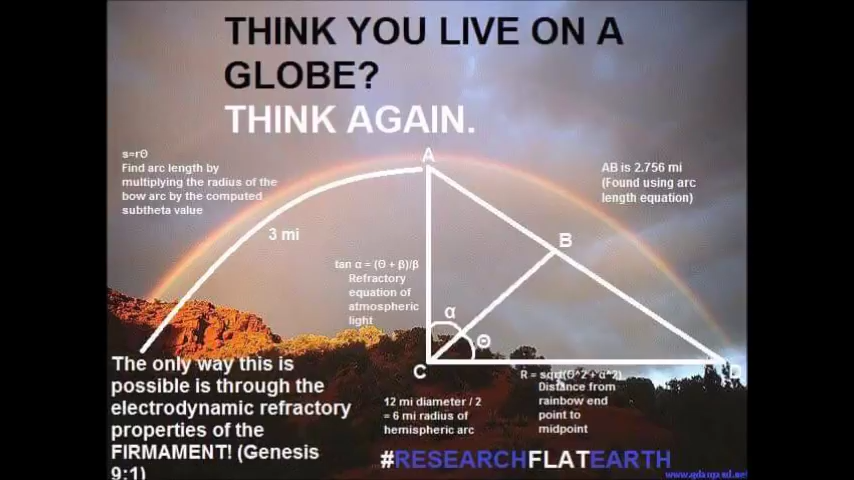 THINK YOU LIVE ON A
GLOBE?
THINK AGAIN.
s=rΘ
Find arc length by
multiplying the radius of the
bow arc by the computed
subtheta value
A
AB is 2.756 mi
(Found using arc
length equation)
3 mi
B
tan α = (Θ + β)/β
Refractory
equation of
atmospheric
light
α
Θ
C
D
The only way this is
possible is through the
electrodynamic refractory
properties of the
FIRMAMENT! (Genesis
9:1)
12 mi diameter / 2
= 6 mi radius of
hemispheric arc
R = sqrt(Θ^2 + α^2)
Distance from
rainbow end
point to
midpoint
#RESEARCHFLATEARTH